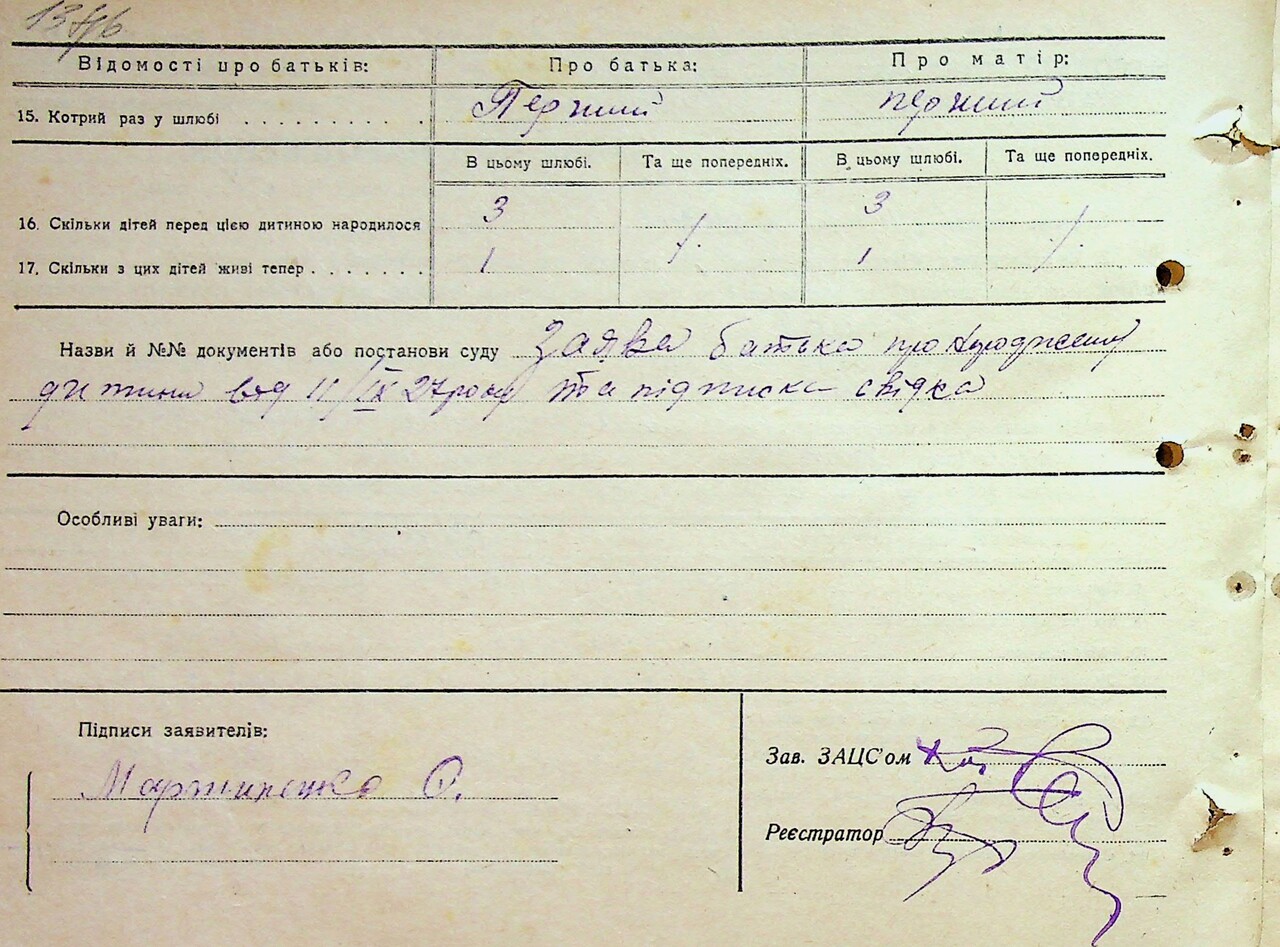 Відомості про батьків: Про батька: Про матір:
15. Котрий раз у шлюбі . . . . . . . . . . Перший перший
В цьому шлюбі. Та ще попередніх. В цьому шлюбі. Та ще попередніх.
16. Скільки дітей перед цією дитиною народилося 3 3
17. Скільки з цих дітей живі тепер . . . . . . . 1 / 1 /
Назви й №№ документів або постанови суду Заява батька про
дитини від 11/IX 27 року та підписка свідка
Особливі уваги:
Підписи заявителів:
Мартиненко О.
Зав. ЗАЦС'ом
Реєстратор